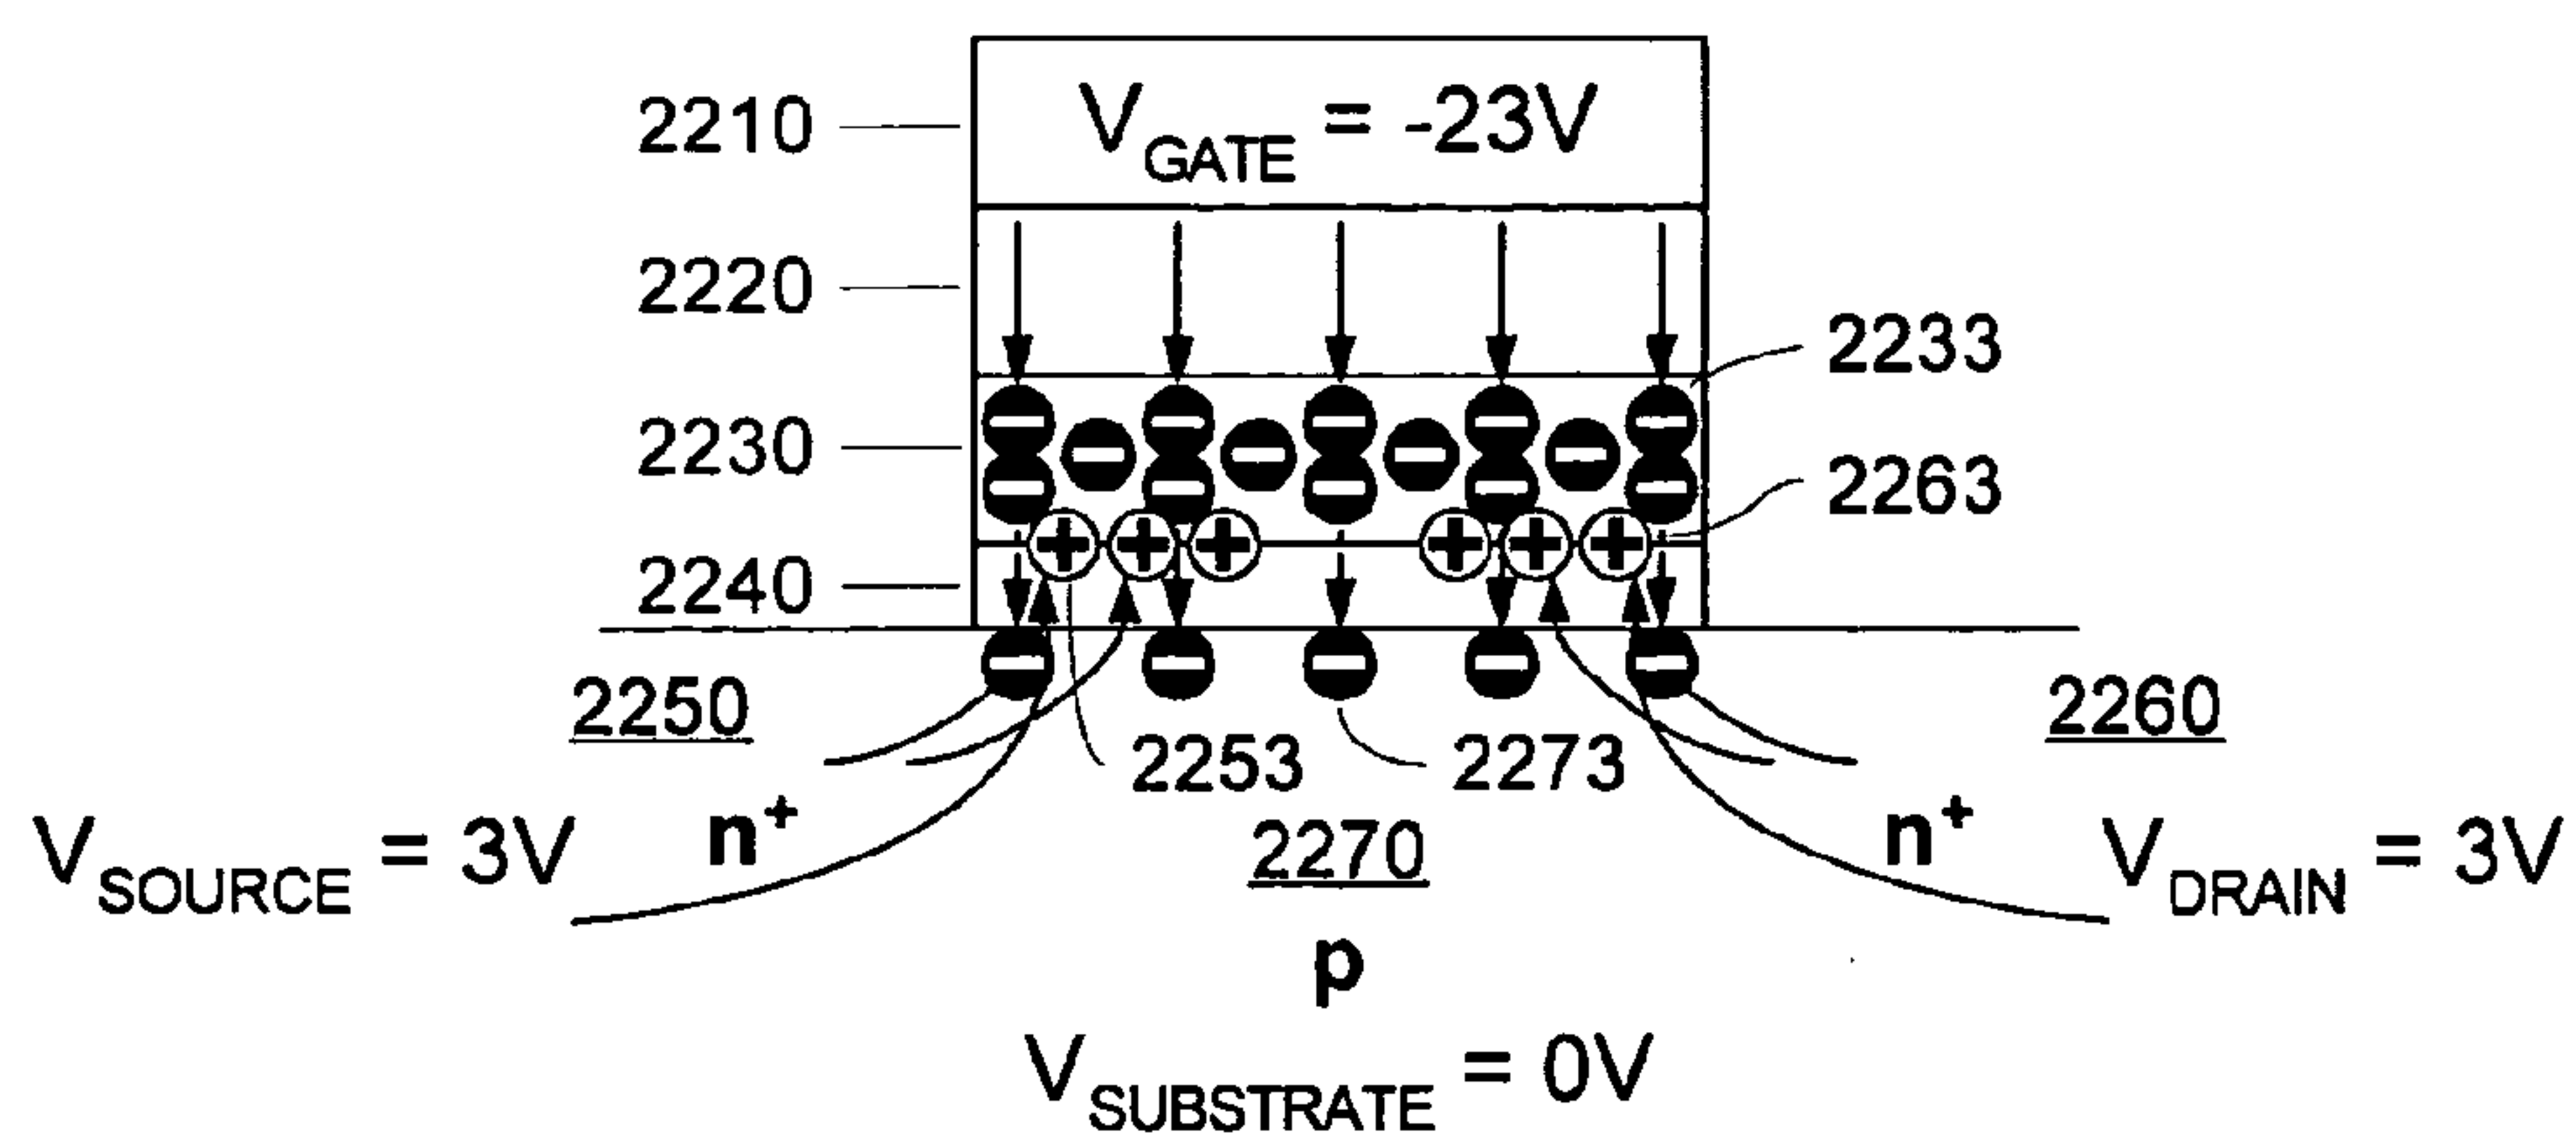 2210
V_GATE = -23V
2220
2233
2230
2263
2240
2250
2253
2273
2260
V_SOURCE = 3V
n+
2270
n+
V_DRAIN = 3V
p
V_SUBSTRATE = 0V